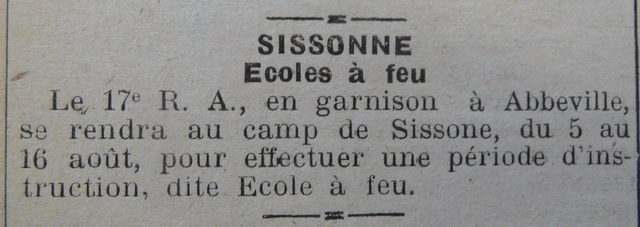 SISSONNE
Ecoles à feu
Le 17e R. A., en garnison à Abbeville,
se rendra au camp de Sissone, du 5 au
16 août, pour effectuer une période d'ins-
truction, dite Ecole à feu.